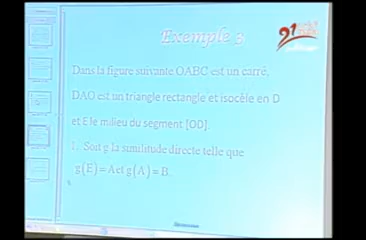 Exemple 3
Dans la figure suivante OABC est un carré,
DAO est un triangle rectangle et isocèle en D
et E le milieu du segment [OD].
1. Soit g la similitude directe telle que
g(E) = A et g(A) = B